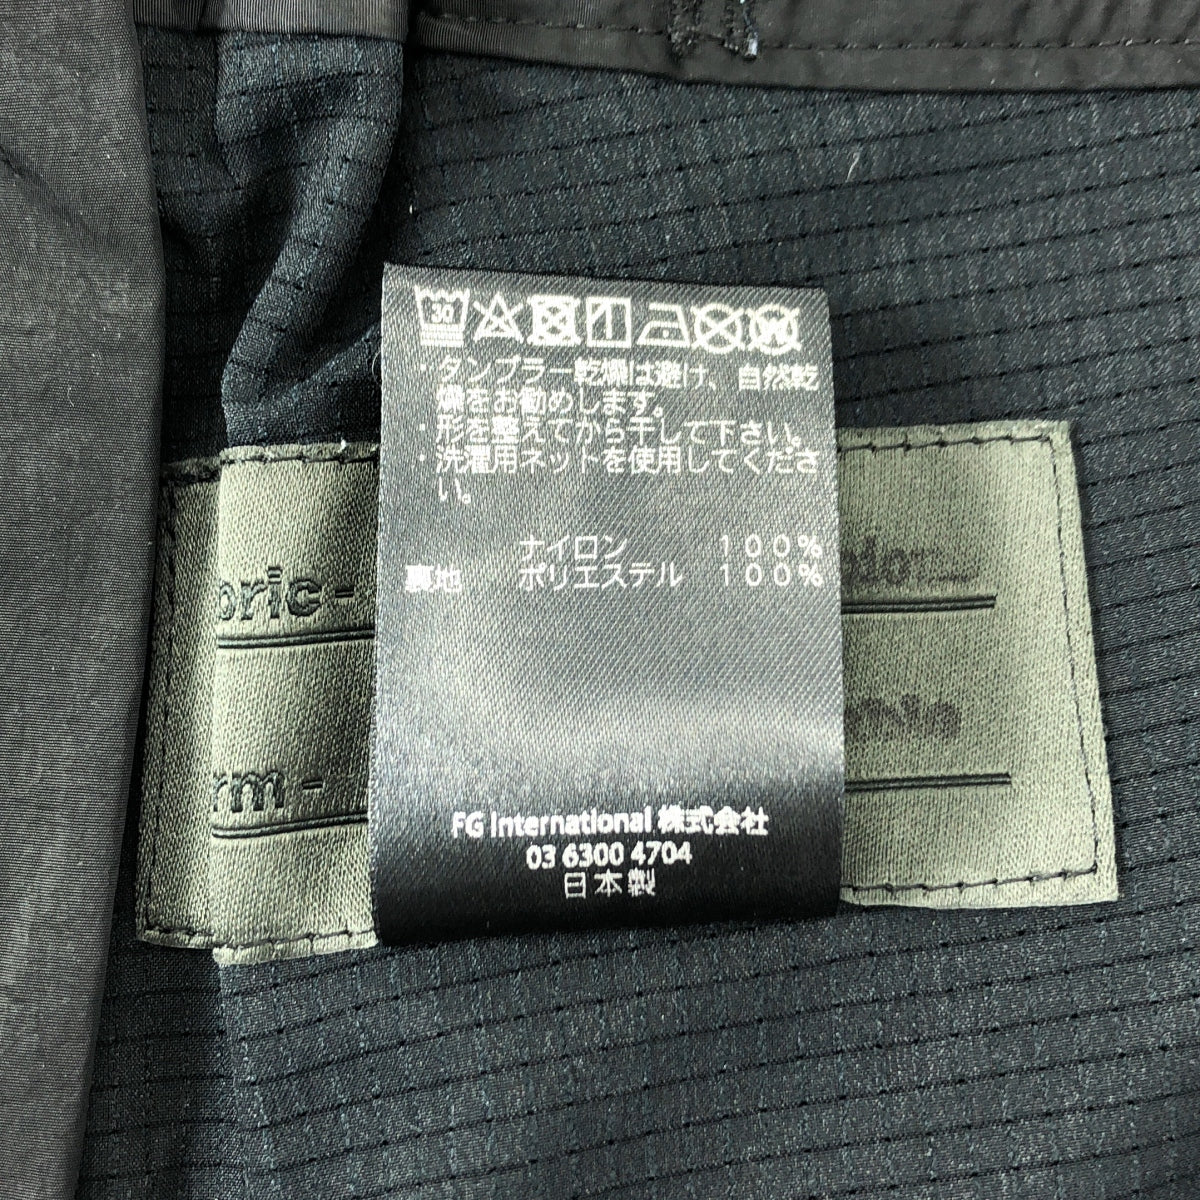 30
・タンブラー乾燥は避け、自然乾
燥をお勧めします。
・形を整えてから干して下さい。
・洗濯用ネットを使用してくださ
い。
ナイロン 100%
裏地 ポリエステル 100%
FG International 株式会社
03 6300 4704
日本製